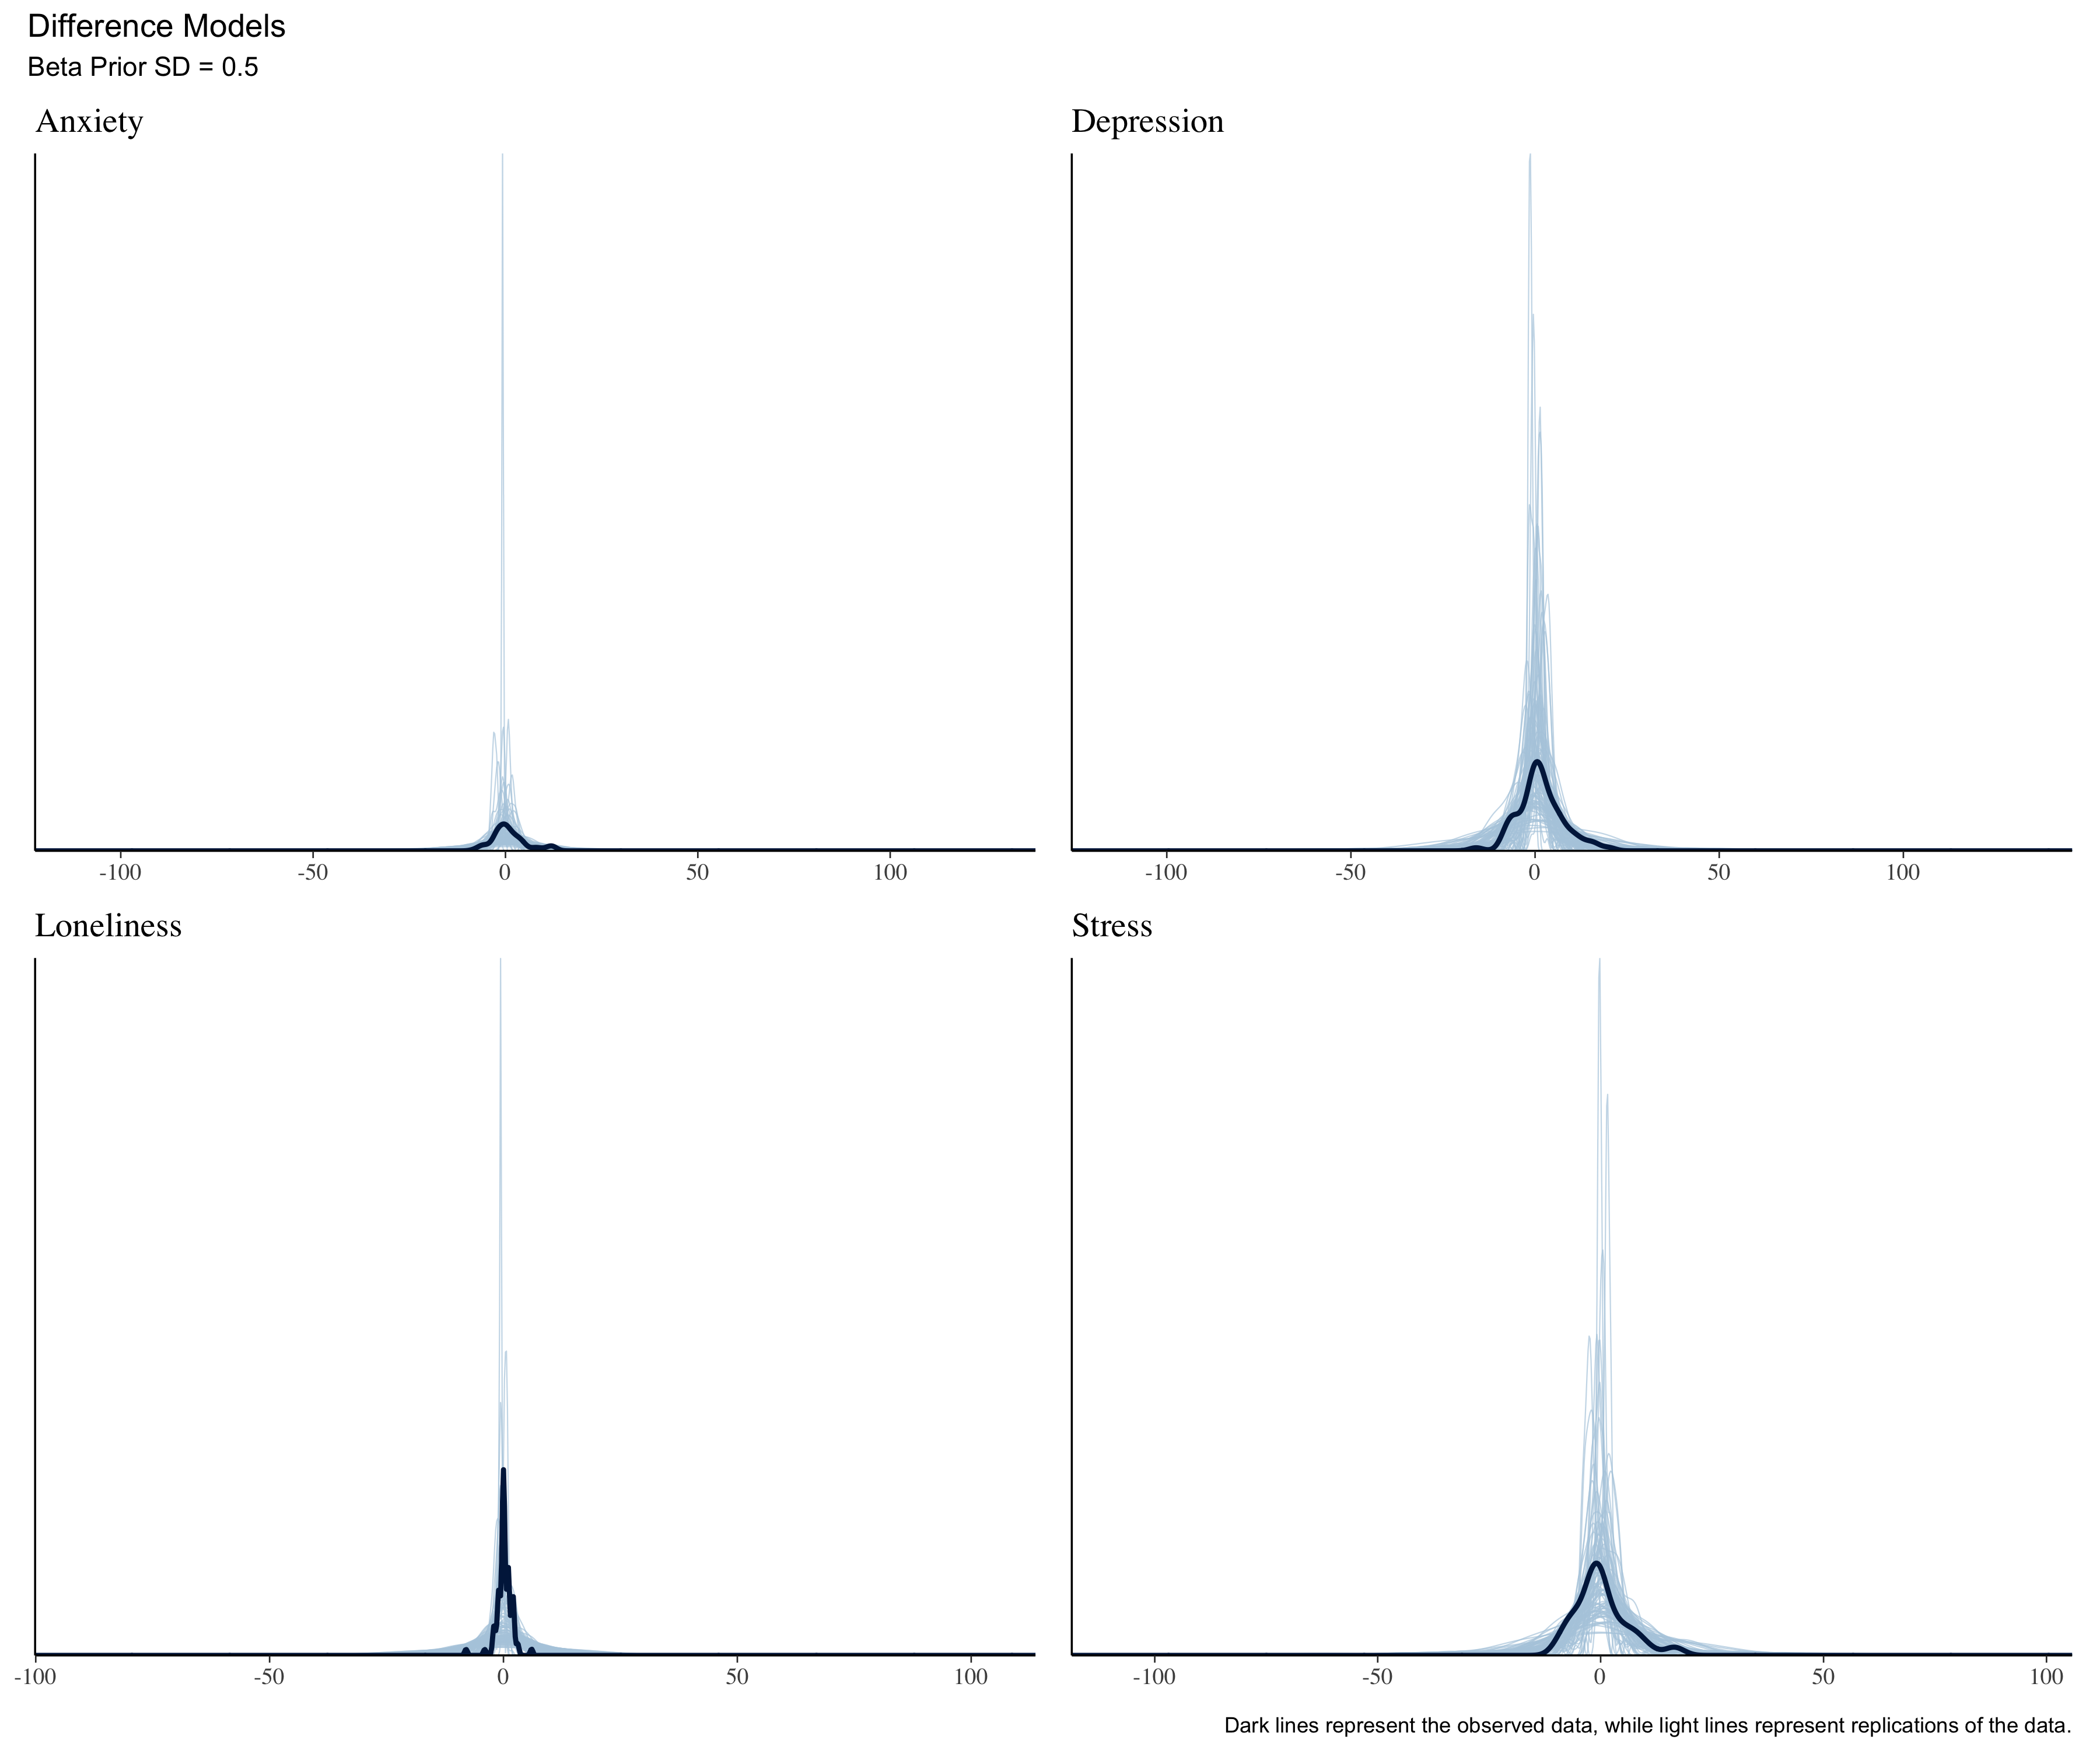 Difference Models
Beta Prior SD = 0.5
Anxiety
Depression
-100 -50 0 50 100
-100 -50 0 50 100
Loneliness
Stress
-100 -50 0 50 100
-100 -50 0 50 100
Dark lines represent the observed data, while light lines represent replications of the data.